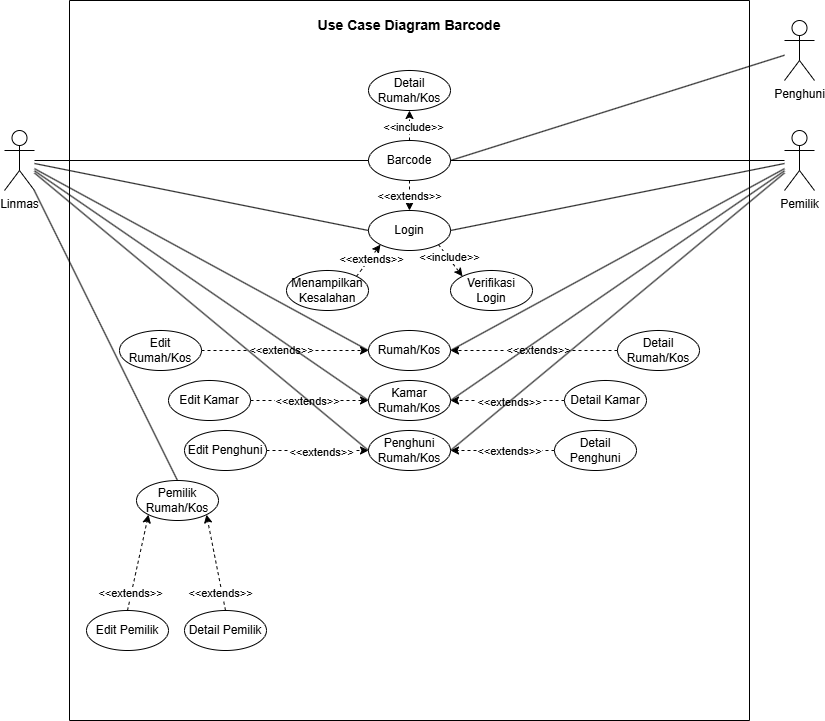 Use Case Diagram Barcode
Detail
Rumah/Kos
Penghuni
<<include>>
Barcode
Linmas
Pemilik
<<extends>>
Login
<<extends>>
<<include>>
Menampilkan
Kesalahan
Verifikasi
Login
Edit
Rumah/Kos
<<extends>>
Rumah/Kos
<<extends>>
Detail
Rumah/Kos
Edit Kamar
<<extends>>
Kamar
Rumah/Kos
<<extends>>
Detail Kamar
Edit Penghuni
<<extends>>
Penghuni
Rumah/Kos
<<extends>>
Detail
Penghuni
Pemilik
Rumah/Kos
<<extends>>
<<extends>>
Edit Pemilik
Detail Pemilik